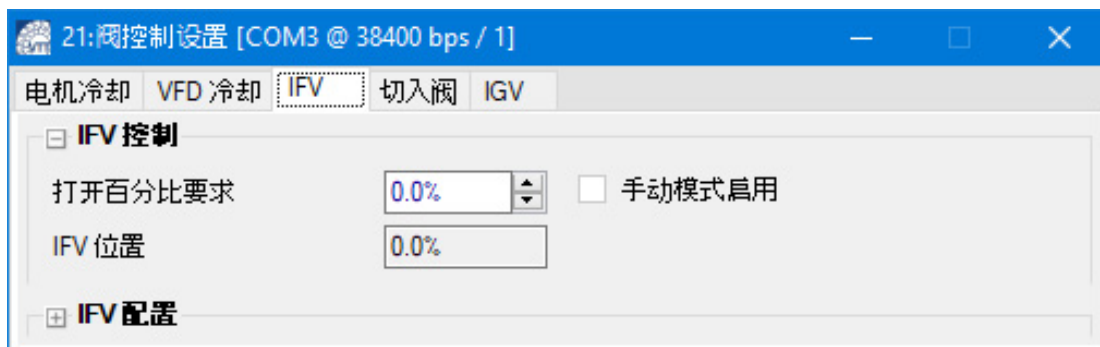 21:阀控制设置 [COM3 @ 38400 bps / 1]
电机冷却 VFD 冷却 IFV 切入阀 IGV
IFV 控制
打开百分比要求 0.0% 手动模式启用
IFV 位置 0.0%
IFV 配置